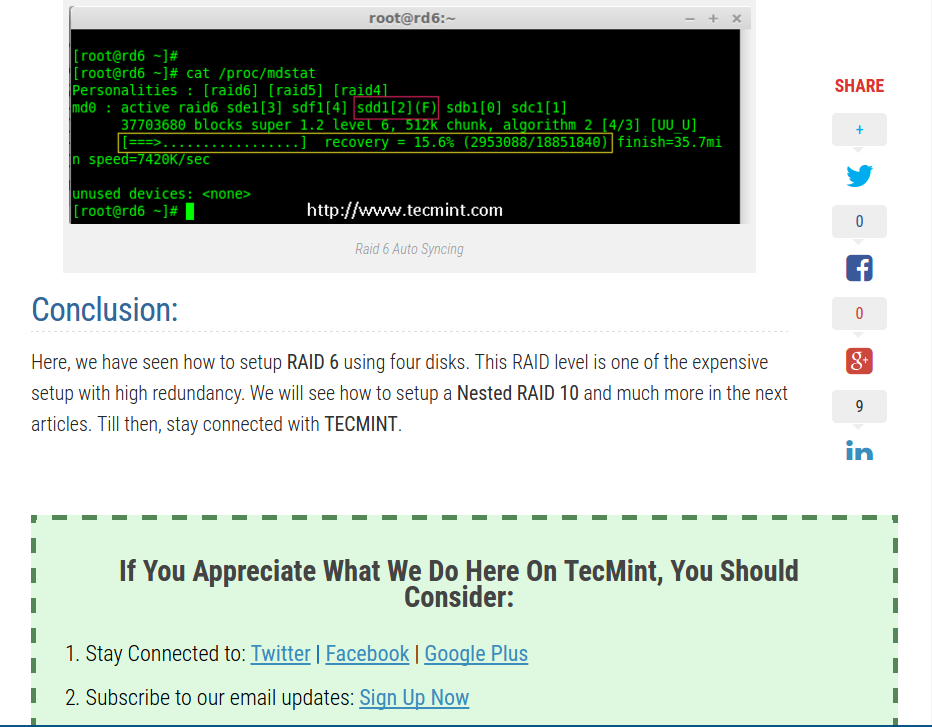 root@rd6:~
[root@rd6 ~]#
[root@rd6 ~]# cat /proc/mdstat
Personalities : [raid6] [raid5] [raid4]
md0 : active raid6 sde1[3] sdf1[4] sdd1[2](F) sdb1[0] sdc1[1]
37703680 blocks super 1.2 level 6, 512k chunk, algorithm 2 [4/3] [UU_U]
[===>.................] recovery = 15.6% (2953088/18851840) finish=35.7mi
n speed=7420K/sec
unused devices: <none>
[root@rd6 ~]#
http://www.tecmint.com
Raid 6 Auto Syncing
Conclusion:
Here, we have seen how to setup RAID 6 using four disks. This RAID level is one of the expensive
setup with high redundancy. We will see how to setup a Nested RAID 10 and much more in the next
articles. Till then, stay connected with TECMINT.
SHARE
+
0
0
g+
9
in
If You Appreciate What We Do Here On TecMint, You Should
Consider:
1. Stay Connected to: Twitter | Facebook | Google Plus
2. Subscribe to our email updates: Sign Up Now